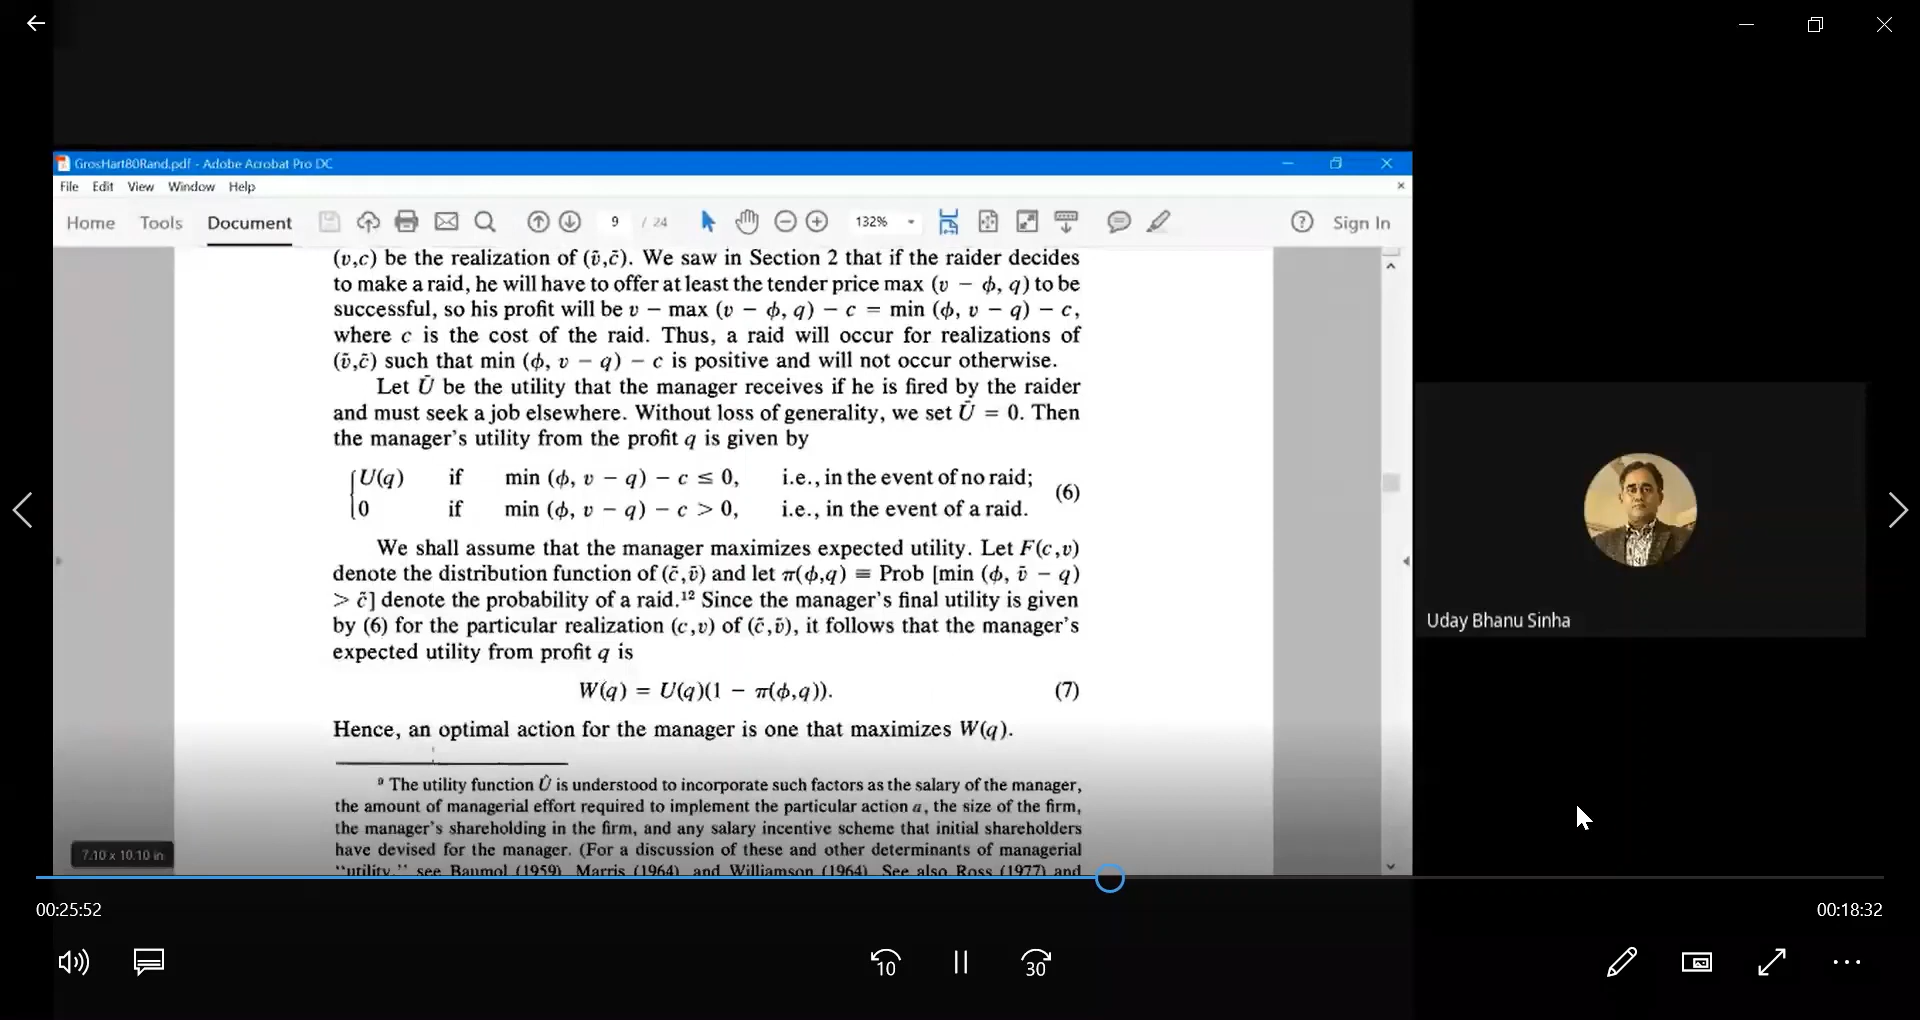 GrosHart80Rand.pdf - Adobe Acrobat Pro DC
File Edit View Window Help
Home Tools Document 9 / 24 132% Sign In
(v,c) be the realization of (ṽ,c̃). We saw in Section 2 that if the raider decides
to make a raid, he will have to offer at least the tender price max (v − ϕ, q) to be
successful, so his profit will be v − max (v − ϕ, q) − c = min (ϕ, v − q) − c,
where c is the cost of the raid. Thus, a raid will occur for realizations of
(ṽ,c̃) such that min (ϕ, v − q) − c is positive and will not occur otherwise.
Let Ū be the utility that the manager receives if he is fired by the raider
and must seek a job elsewhere. Without loss of generality, we set Ū = 0. Then
the manager's utility from the profit q is given by
U(q) if min (ϕ, v − q) − c ≤ 0, i.e., in the event of no raid;
(6)
0 if min (ϕ, v − q) − c > 0, i.e., in the event of a raid.
We shall assume that the manager maximizes expected utility. Let F(c,v)
denote the distribution function of (c̃,ṽ) and let π(ϕ,q) ≡ Prob [min (ϕ, ṽ − q)
> c̃] denote the probability of a raid.¹² Since the manager's final utility is given
by (6) for the particular realization (c,v) of (c̃,ṽ), it follows that the manager's
expected utility from profit q is
W(q) = U(q)(1 − π(ϕ,q)). (7)
Hence, an optimal action for the manager is one that maximizes W(q).
⁹ The utility function Û is understood to incorporate such factors as the salary of the manager,
the amount of managerial effort required to implement the particular action a, the size of the firm,
the manager's shareholding in the firm, and any salary incentive scheme that initial shareholders
have devised for the manager. (For a discussion of these and other determinants of managerial
"utility," see Baumol (1959), Marris (1964), and Williamson (1964). See also Ross (1977) and
7.10 x 10.10 in
Uday Bhanu Sinha
00:25:52
00:18:32
10
30